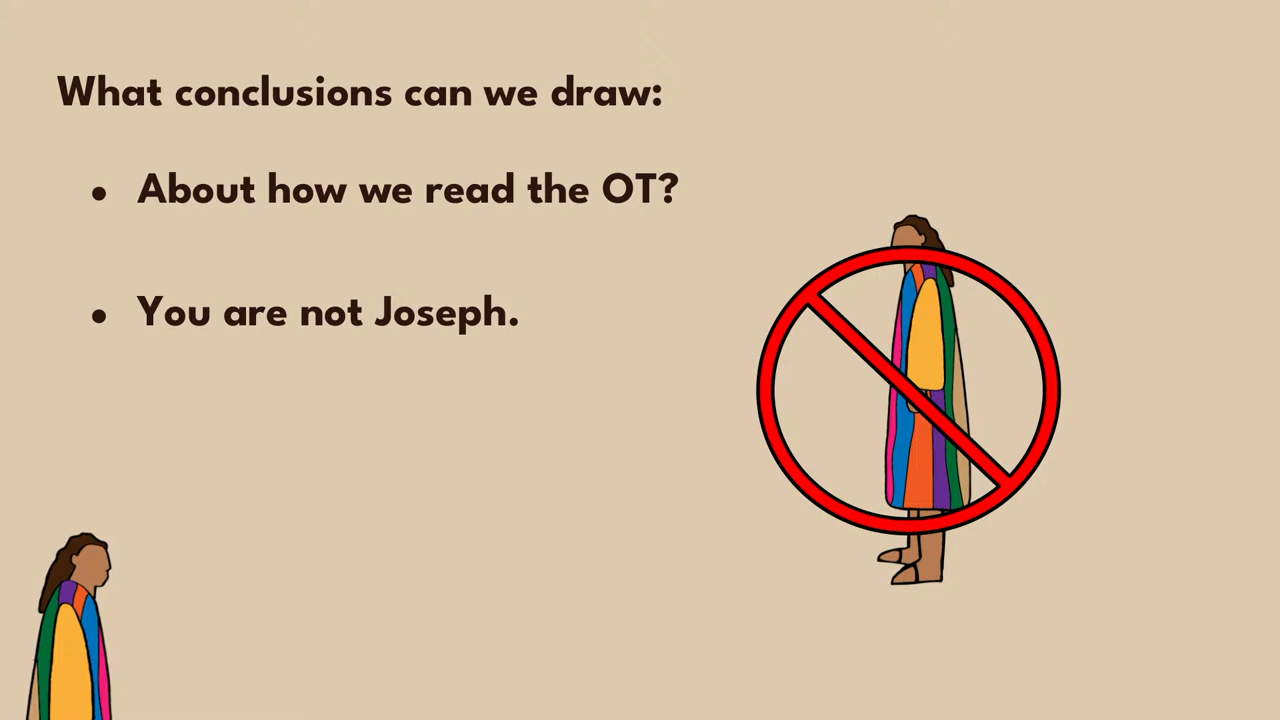 What conclusions can we draw:
• About how we read the OT?
• You are not Joseph.